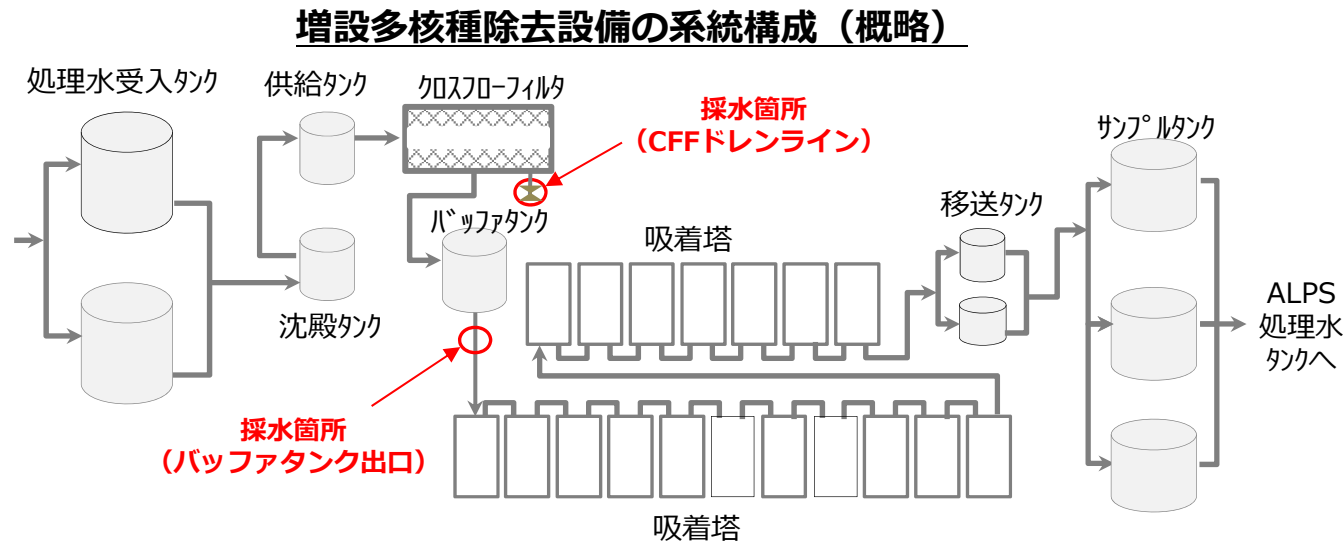 増設多核種除去設備の系統構成（概略）
処理水受入ﾀﾝｸ
供給ﾀﾝｸ
ｸﾛｽﾌﾛｰﾌｨﾙﾀ
採水箇所
（CFFドレンライン）
ｻﾝﾌﾟﾙﾀﾝｸ
ﾊﾞｯﾌｧﾀﾝｸ
移送ﾀﾝｸ
吸着塔
沈殿ﾀﾝｸ
ALPS
処理水
ﾀﾝｸへ
採水箇所
（バッファタンク出口）
吸着塔